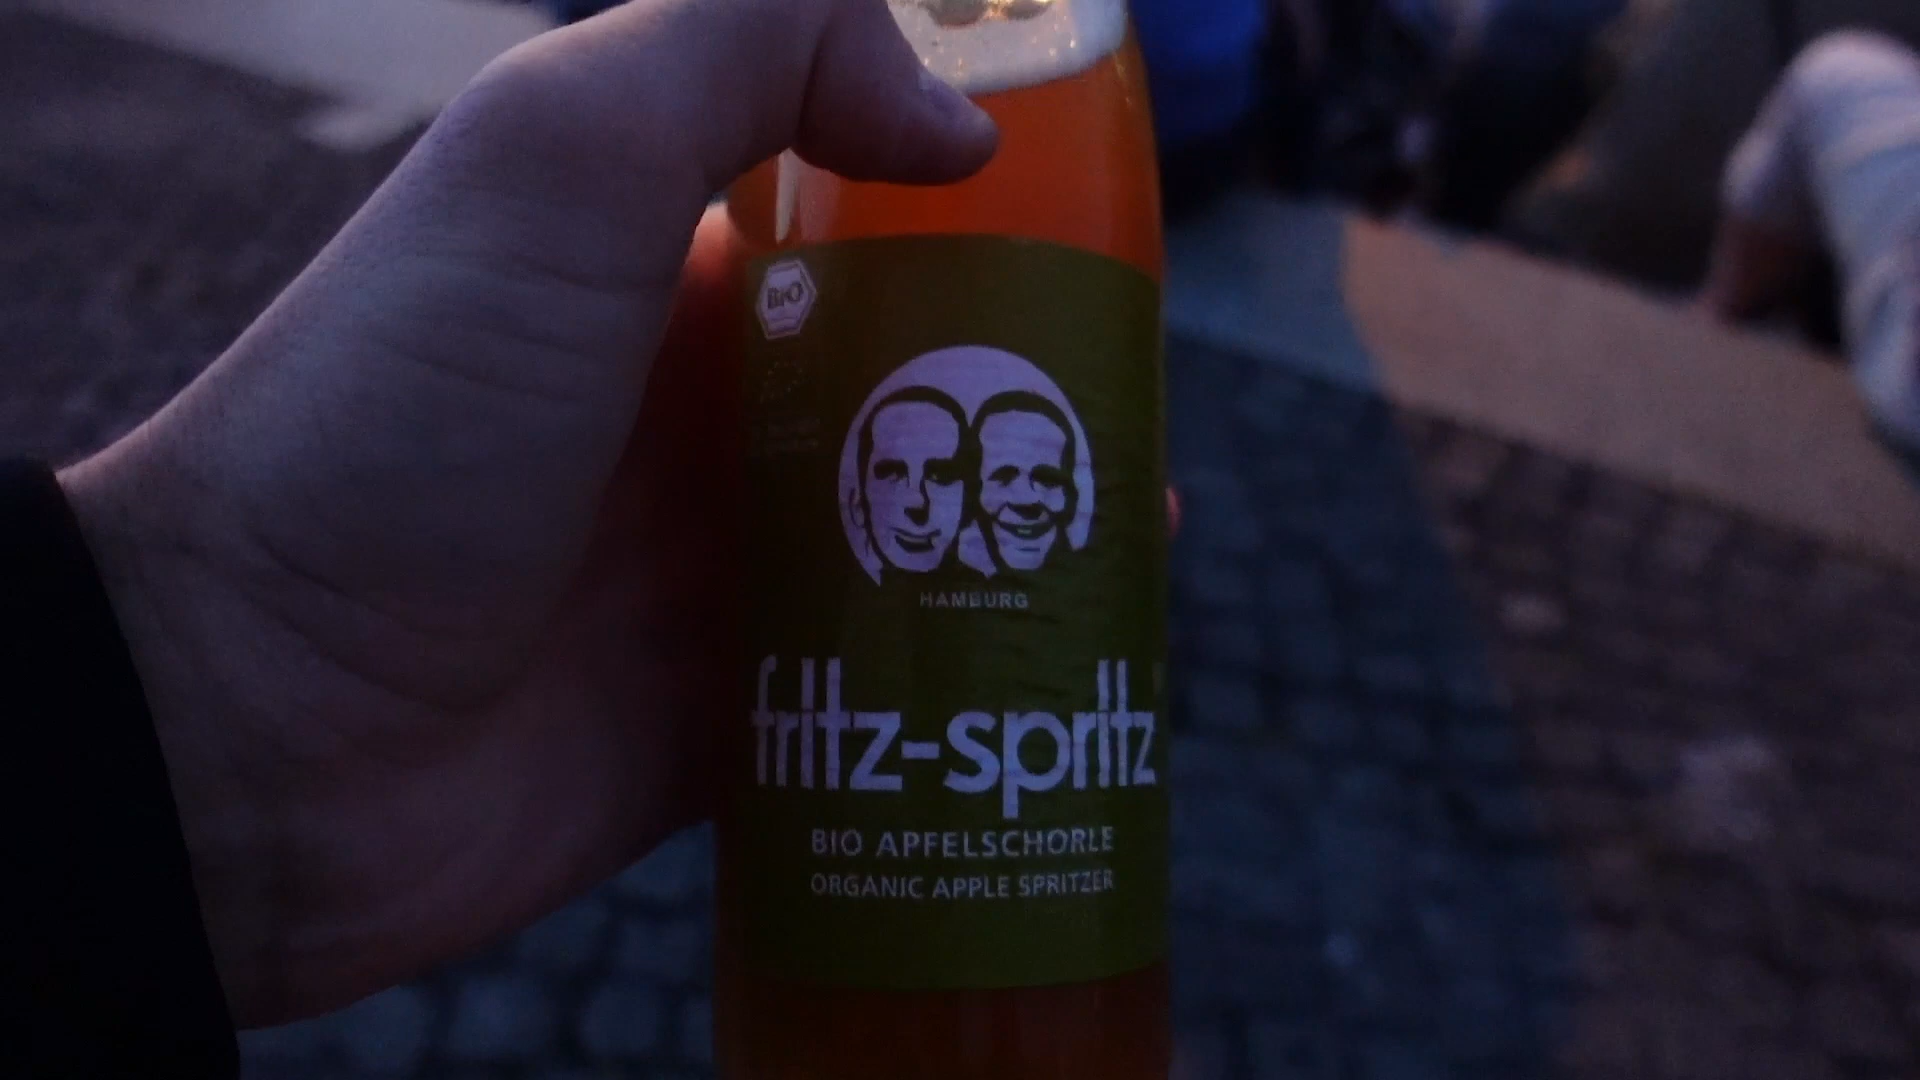 BIO
HAMBURG
fritz-spritz
BIO APFELSCHORLE
ORGANIC APPLE SPRITZER